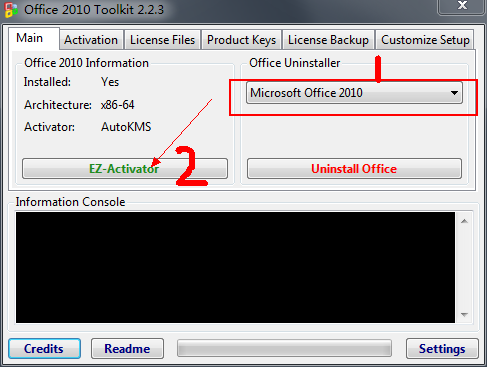 Office 2010 Toolkit 2.2.3
Main Activation License Files Product Keys License Backup Customize Setup
Office 2010 Information Office Uninstaller
1
Installed: Yes
Microsoft Office 2010
Architecture: x86-64
Activator: AutoKMS
2
EZ-Activator Uninstall Office
Information Console
Credits Readme Settings